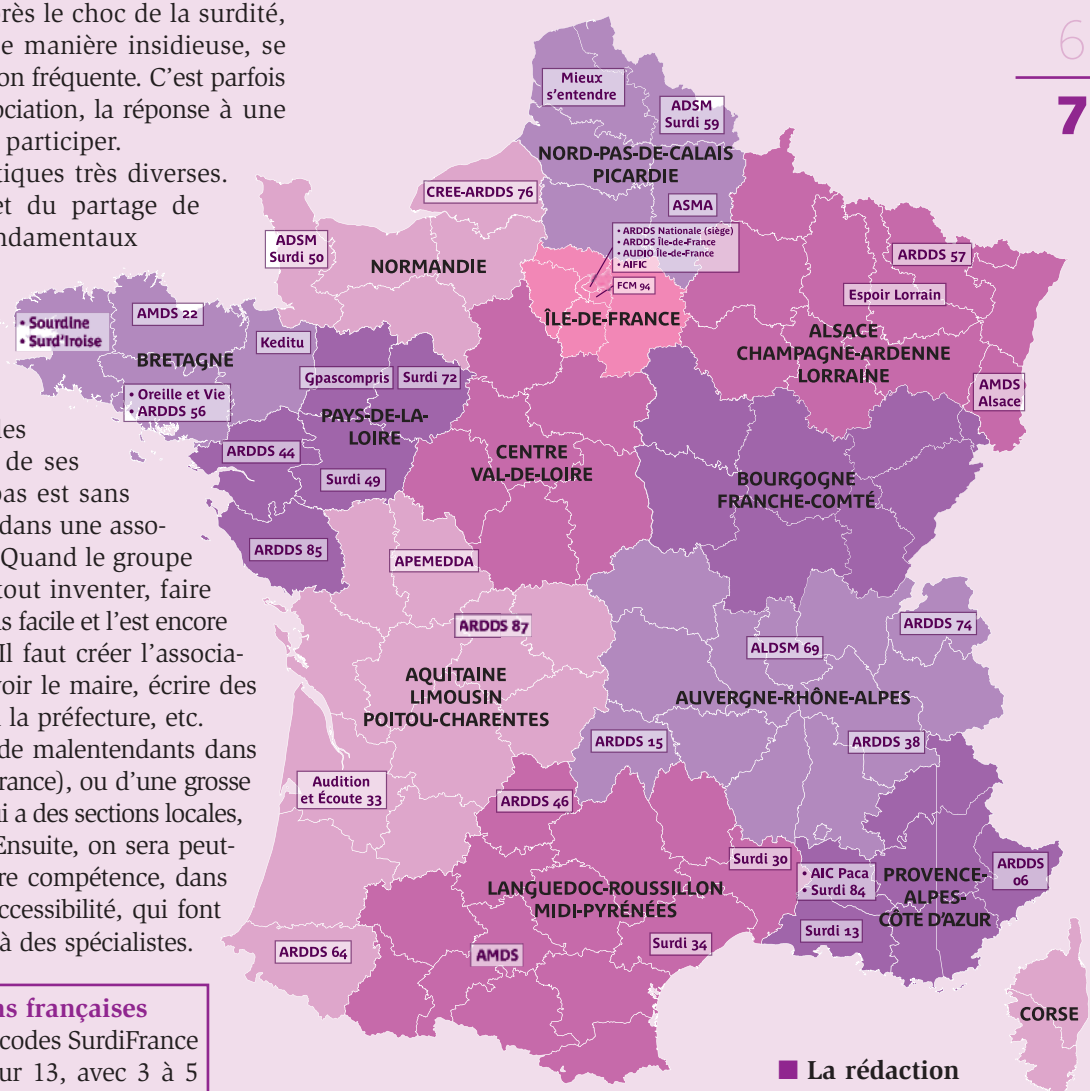 près le choc de la surdité,
e manière insidieuse, se
on fréquente. C'est parfois
ociation, la réponse à une
participer.
tiques très diverses.
et du partage de
ndamentaux
les
de ses
pas est sans
dans une asso-
Quand le groupe
tout inventer, faire
s facile et l'est encore
Il faut créer l'associa-
voir le maire, écrire des
la préfecture, etc.
de malentendants dans
rance), ou d'une grosse
ui a des sections locales,
Ensuite, on sera peut-
re compétence, dans
ccessibilité, qui font
à des spécialistes.
ns françaises
codes SurdiFrance
ur 13, avec 3 à 5
6
7
Mieux
s'entendre
ADSM
Surdi 59
NORD-PAS-DE-CALAIS
PICARDIE
ASMA
CREE-ARDDS 76
ADSM
Surdi 50
NORMANDIE
• ARDDS Nationale (siège)
• ARDDS Île-de-France
• AUDIO Île-de-France
• AIFIC
FCM 94
ÎLE-DE-FRANCE
ARDDS 57
Espoir Lorrain
ALSACE
CHAMPAGNE-ARDENNE
LORRAINE
AMDS
Alsace
• Sourdine
• Surd'Iroise
AMDS 22
Keditu
BRETAGNE
• Oreille et Vie
• ARDDS 56
Gpascompris
Surdi 72
PAYS-DE-LA-
LOIRE
ARDDS 44
Surdi 49
ARDDS 85
CENTRE
VAL-DE-LOIRE
BOURGOGNE
FRANCHE-COMTÉ
APEMEDDA
ARDDS 87
AQUITAINE
LIMOUSIN
POITOU-CHARENTES
Audition
et Écoute 33
ARDDS 64
ARDDS 74
ALDSM 69
AUVERGNE-RHÔNE-ALPES
ARDDS 15
ARDDS 38
ARDDS 46
LANGUEDOC-ROUSSILLON
MIDI-PYRÉNÉES
AMDS
Surdi 34
Surdi 30
• AIC Paca
• Surdi 84
PROVENCE-
ALPES-
CÔTE D'AZUR
ARDDS
06
Surdi 13
CORSE
■ La rédaction